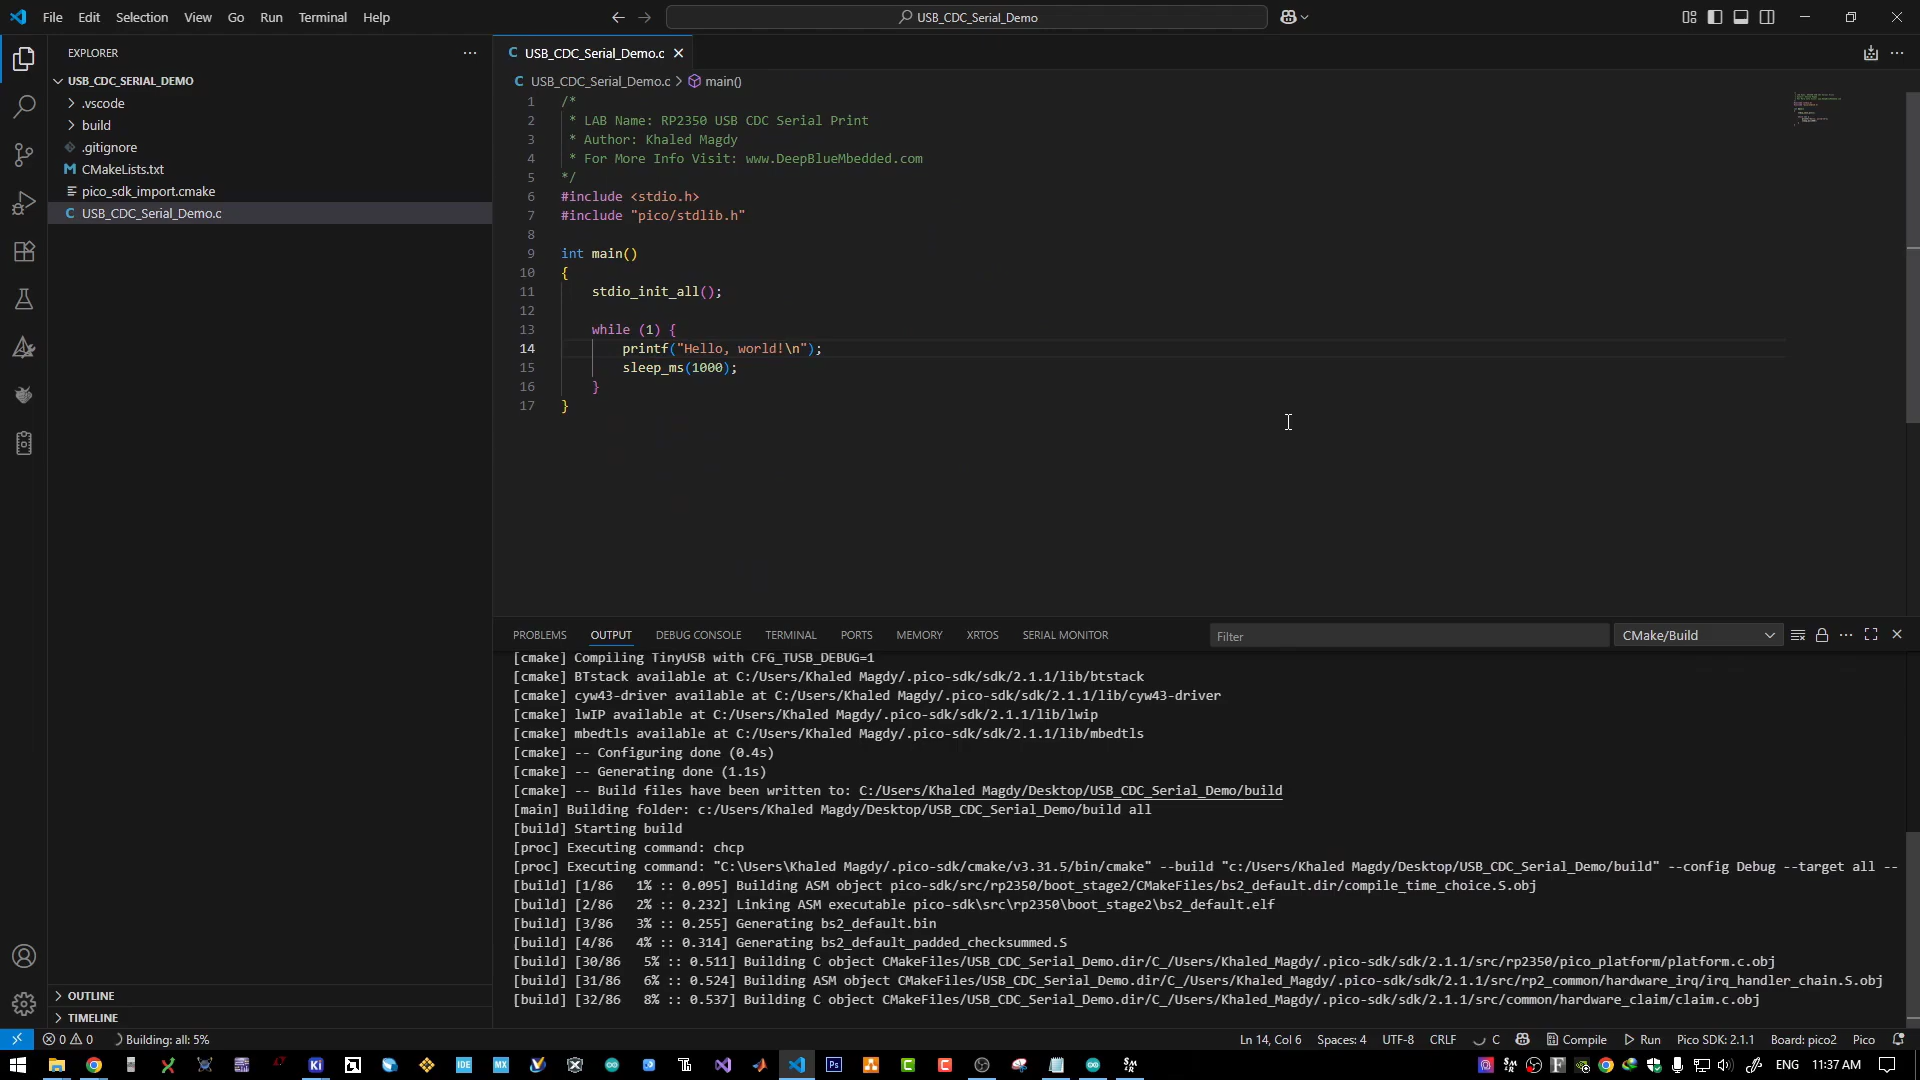 File Edit Selection View Go Run Terminal Help
USB_CDC_Serial_Demo
EXPLORER
USB_CDC_SERIAL_DEMO
.vscode
build
.gitignore
CMakeLists.txt
pico_sdk_import.cmake
USB_CDC_Serial_Demo.c
OUTLINE
TIMELINE
USB_CDC_Serial_Demo.c
USB_CDC_Serial_Demo.c > main()
1 /*
2 * LAB Name: RP2350 USB CDC Serial Print
3 * Author: Khaled Magdy
4 * For More Info Visit: www.DeepBlueMbedded.com
5 */
6 #include <stdio.h>
7 #include "pico/stdlib.h"
8
9 int main()
10 {
11 stdio_init_all();
12
13 while (1) {
14 printf("Hello, world!\n");
15 sleep_ms(1000);
16 }
17 }
PROBLEMS OUTPUT DEBUG CONSOLE TERMINAL PORTS MEMORY XRTOS SERIAL MONITOR Filter CMake/Build
[cmake] Compiling TinyUSB with CFG_TUSB_DEBUG=1
[cmake] BTstack available at C:/Users/Khaled Magdy/.pico-sdk/sdk/2.1.1/lib/btstack
[cmake] cyw43-driver available at C:/Users/Khaled Magdy/.pico-sdk/sdk/2.1.1/lib/cyw43-driver
[cmake] lwIP available at C:/Users/Khaled Magdy/.pico-sdk/sdk/2.1.1/lib/lwip
[cmake] mbedtls available at C:/Users/Khaled Magdy/.pico-sdk/sdk/2.1.1/lib/mbedtls
[cmake] -- Configuring done (0.4s)
[cmake] -- Generating done (1.1s)
[cmake] -- Build files have been written to: C:/Users/Khaled Magdy/Desktop/USB_CDC_Serial_Demo/build
[main] Building folder: c:/Users/Khaled Magdy/Desktop/USB_CDC_Serial_Demo/build all
[build] Starting build
[proc] Executing command: chcp
[proc] Executing command: "C:\Users\Khaled Magdy/.pico-sdk/cmake/v3.31.5/bin/cmake" --build "c:/Users/Khaled Magdy/Desktop/USB_CDC_Serial_Demo/build" --config Debug --target all --
[build] [1/86 1% :: 0.095] Building ASM object pico-sdk/src/rp2350/boot_stage2/CMakeFiles/bs2_default.dir/compile_time_choice.S.obj
[build] [2/86 2% :: 0.232] Linking ASM executable pico-sdk\src\rp2350\boot_stage2\bs2_default.elf
[build] [3/86 3% :: 0.255] Generating bs2_default.bin
[build] [4/86 4% :: 0.314] Generating bs2_default_padded_checksummed.S
[build] [30/86 5% :: 0.511] Building C object CMakeFiles/USB_CDC_Serial_Demo.dir/C_/Users/Khaled_Magdy/.pico-sdk/sdk/2.1.1/src/rp2350/pico_platform/platform.c.obj
[build] [31/86 6% :: 0.524] Building ASM object CMakeFiles/USB_CDC_Serial_Demo.dir/C_/Users/Khaled_Magdy/.pico-sdk/sdk/2.1.1/src/rp2_common/hardware_irq/irq_handler_chain.S.obj
[build] [32/86 8% :: 0.537] Building C object CMakeFiles/USB_CDC_Serial_Demo.dir/C_/Users/Khaled_Magdy/.pico-sdk/sdk/2.1.1/src/common/hardware_claim/claim.c.obj
0 0 Building: all: 5% Ln 14, Col 6 Spaces: 4 UTF-8 CRLF C Compile Run Pico SDK: 2.1.1 Board: pico2 Pico
ENG 11:37 AM